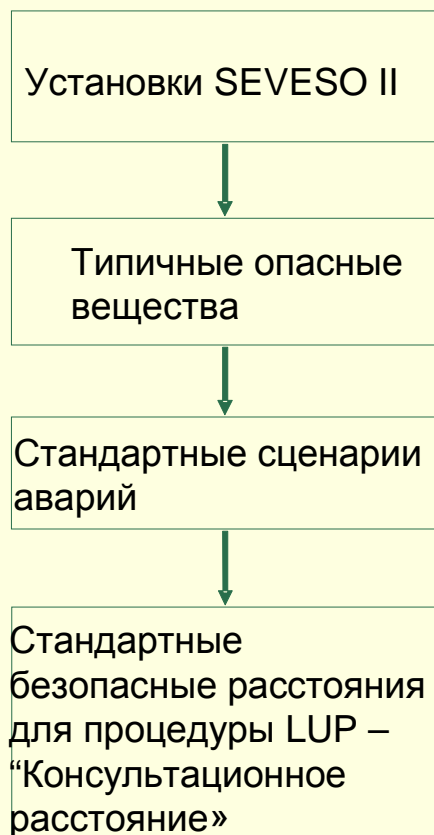 Установки SEVESO II
Типичные опасные
вещества
Стандартные сценарии
аварий
Стандартные
безопасные расстояния
для процедуры LUP –
“Консультационное
расстояние»